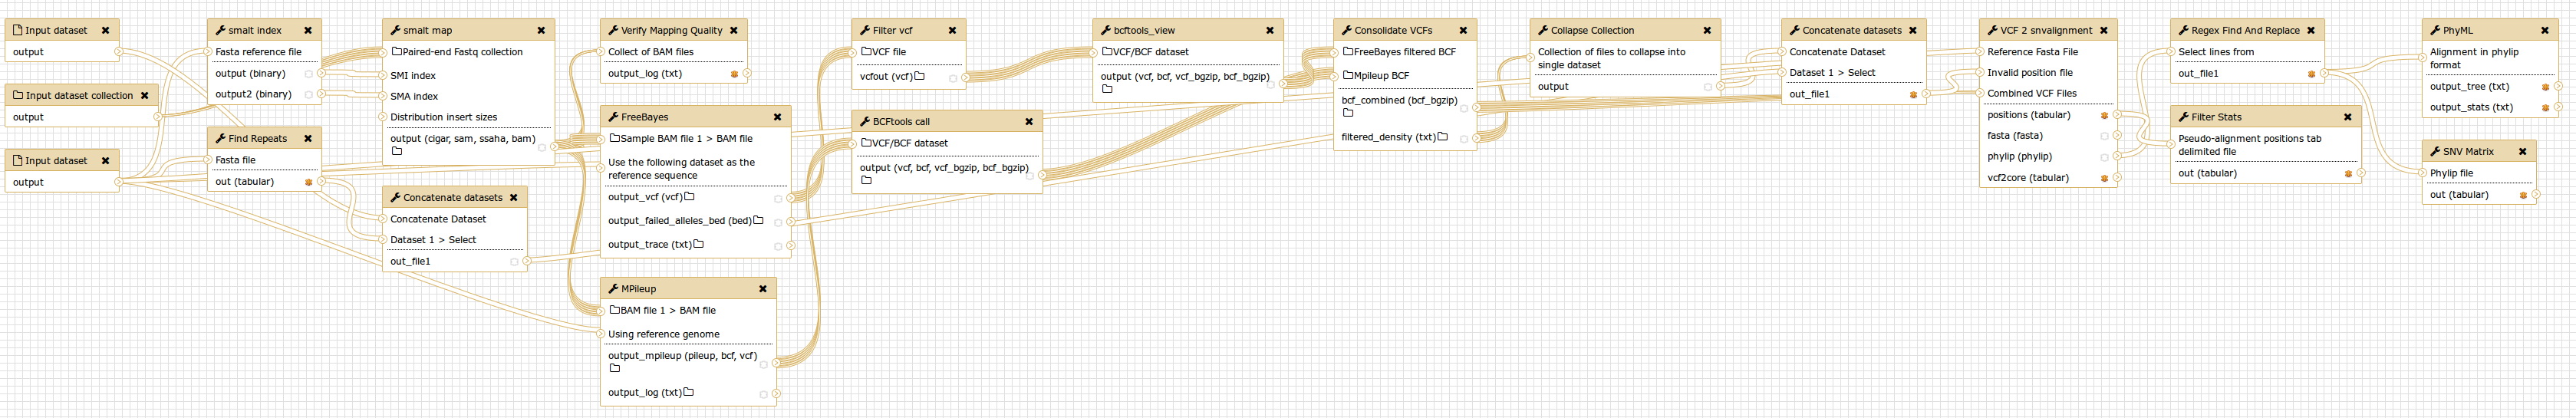 Input dataset
output
Input dataset collection
output
Input dataset
output
smalt index
Fasta reference file
output (binary)
output2 (binary)
Find Repeats
Fasta file
out (tabular)
smalt map
Paired-end Fastq collection
SMI index
SMA index
Distribution insert sizes
output (cigar, sam, ssaha, bam)
Concatenate datasets
Concatenate Dataset
Dataset 1 > Select
out_file1
Verify Mapping Quality
Collect of BAM files
output_log (txt)
FreeBayes
Sample BAM file 1 > BAM file
Use the following dataset as the
reference sequence
output_vcf (vcf)
output_failed_alleles_bed (bed)
output_trace (txt)
MPileup
BAM file 1 > BAM file
Using reference genome
output_mpileup (pileup, bcf, vcf)
output_log (txt)
Filter vcf
VCF file
vcfout (vcf)
BCFtools call
VCF/BCF dataset
output (vcf, bcf, vcf_bgzip, bcf_bgzip)
bcftools_view
VCF/BCF dataset
output (vcf, bcf, vcf_bgzip, bcf_bgzip)
Consolidate VCFs
FreeBayes filtered BCF
Mpileup BCF
bcf_combined (bcf_bgzip)
filtered_density (txt)
Collapse Collection
Collection of files to collapse into
single dataset
output
Concatenate datasets
Concatenate Dataset
Dataset 1 > Select
out_file1
VCF 2 snvalignment
Reference Fasta File
Invalid position file
Combined VCF Files
positions (tabular)
fasta (fasta)
phylip (phylip)
vcf2core (tabular)
Regex Find And Replace
Select lines from
out_file1
Filter Stats
Pseudo-alignment positions tab
delimited file
out (tabular)
PhyML
Alignment in phylip
format
output_tree (txt)
output_stats (txt)
SNV Matrix
Phylip file
out (tabular)